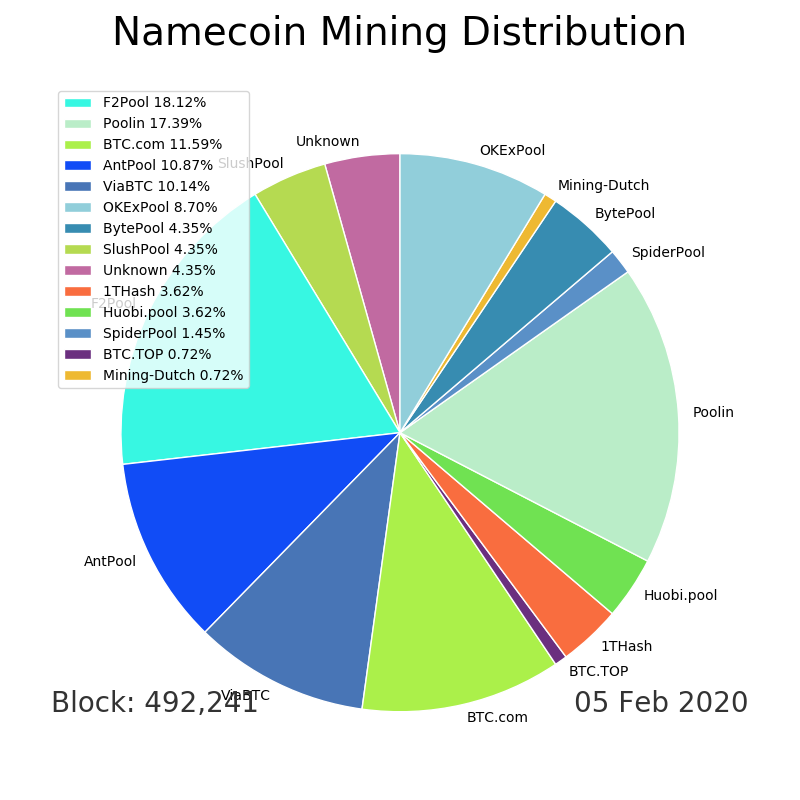 Namecoin Mining Distribution
F2Pool 18.12%
Poolin 17.39%
BTC.com 11.59%
AntPool 10.87%
ViaBTC 10.14%
OKExPool 8.70%
BytePool 4.35%
SlushPool 4.35%
Unknown 4.35%
1THash 3.62%
Huobi.pool 3.62%
SpiderPool 1.45%
BTC.TOP 0.72%
Mining-Dutch 0.72%
Unknown
OKExPool
SlushPool
Mining-Dutch
BytePool
SpiderPool
F2Pool
Poolin
AntPool
Huobi.pool
1THash
BTC.TOP
ViaBTC
BTC.com
Block: 492,241
05 Feb 2020